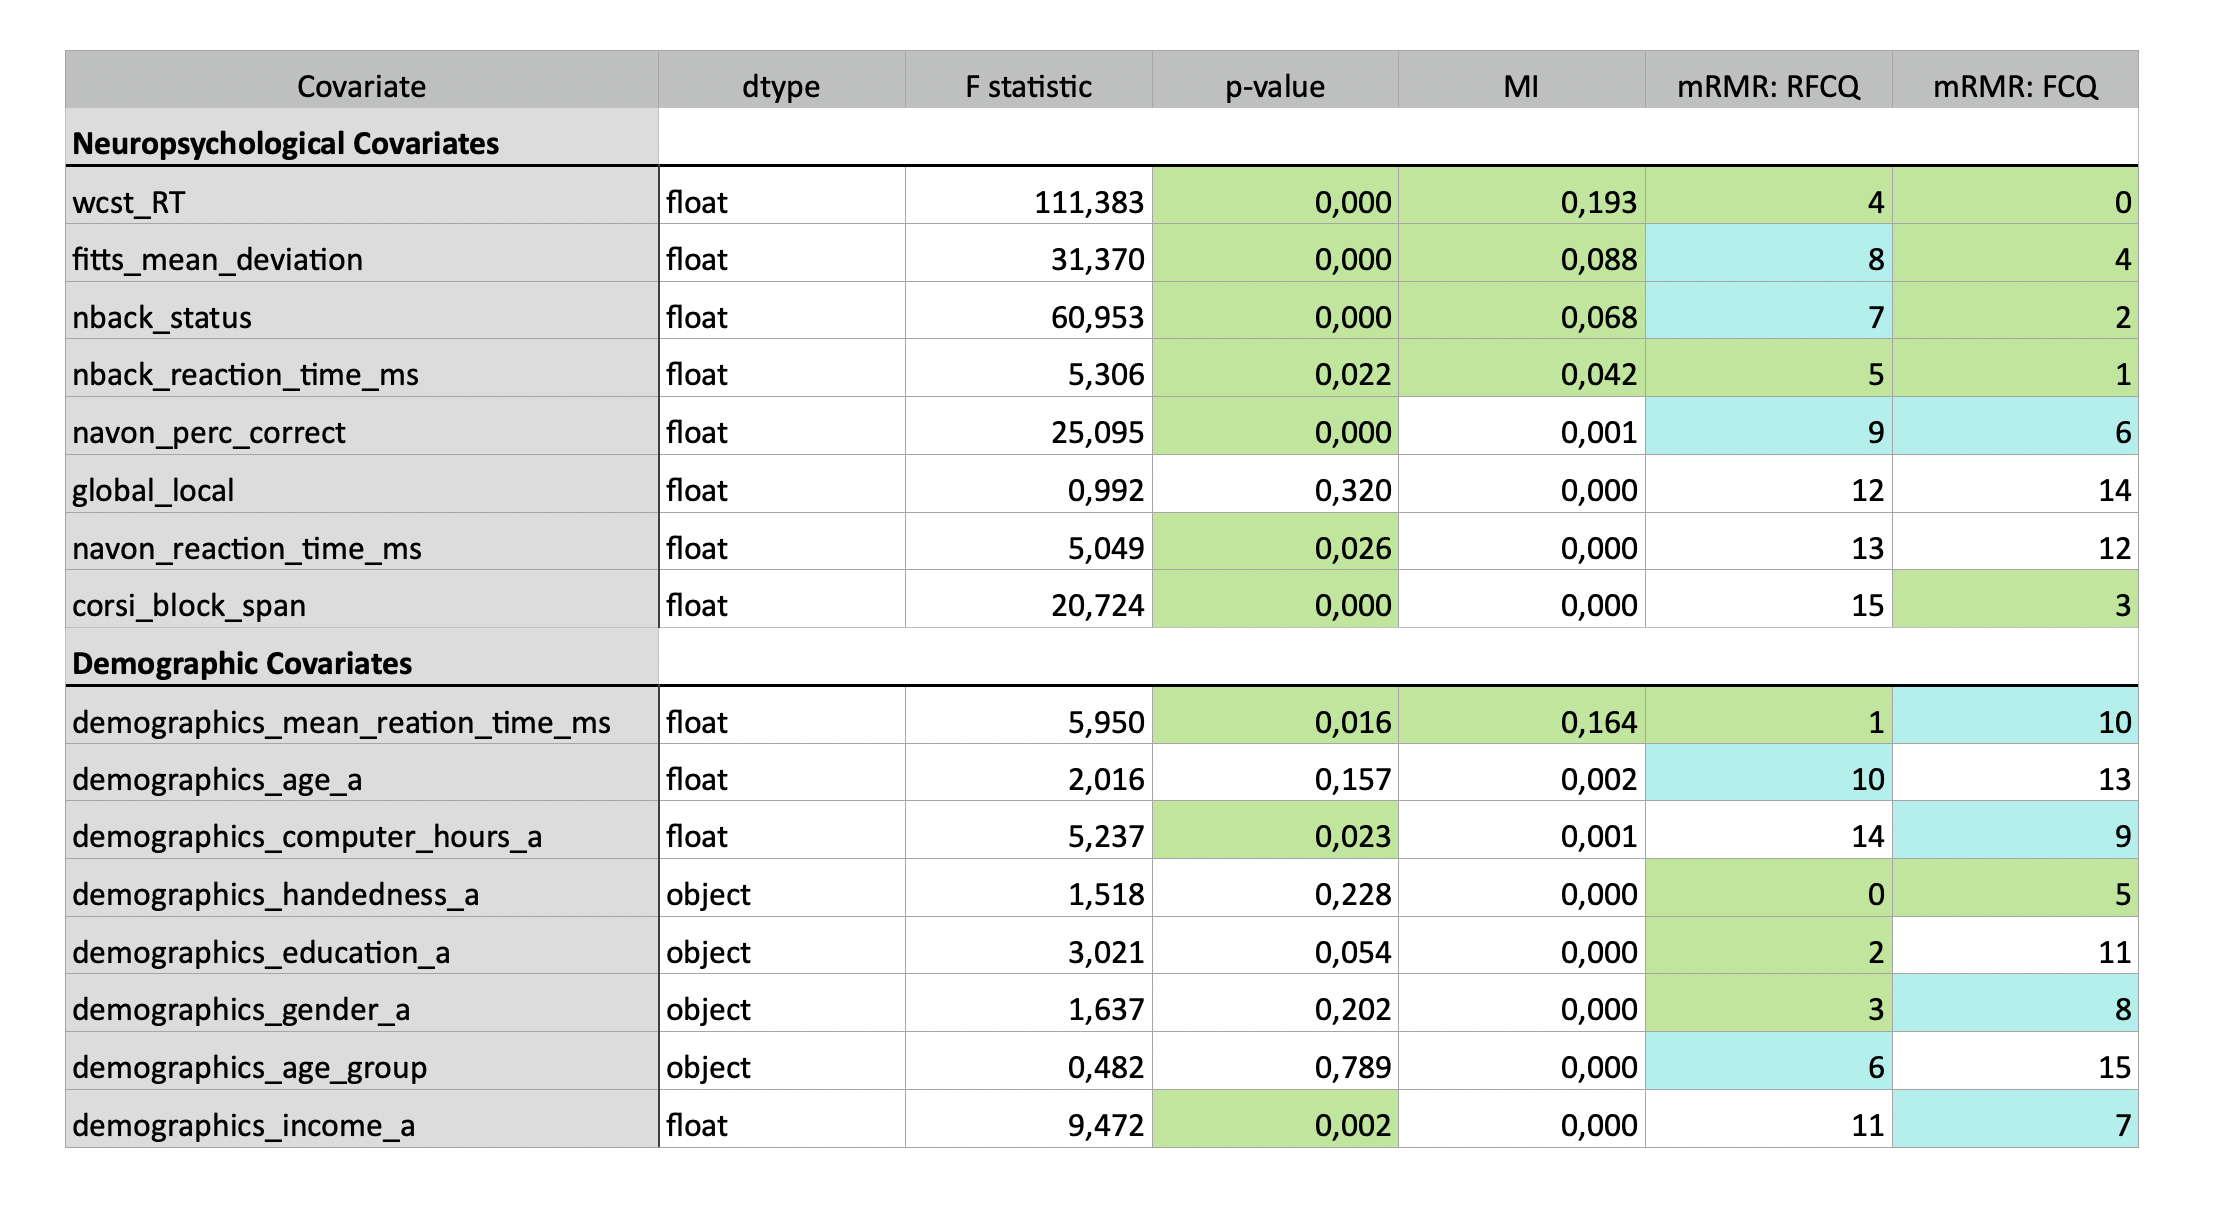 Covariate dtype F statistic p-value MI mRMR: RFCQ mRMR: FCQ
Neuropsychological Covariates
wcst_RT float 111,383 0,000 0,193 4 0
fitts_mean_deviation float 31,370 0,000 0,088 8 4
nback_status float 60,953 0,000 0,068 7 2
nback_reaction_time_ms float 5,306 0,022 0,042 5 1
navon_perc_correct float 25,095 0,000 0,001 9 6
global_local float 0,992 0,320 0,000 12 14
navon_reaction_time_ms float 5,049 0,026 0,000 13 12
corsi_block_span float 20,724 0,000 0,000 15 3
Demographic Covariates
demographics_mean_reation_time_ms float 5,950 0,016 0,164 1 10
demographics_age_a float 2,016 0,157 0,002 10 13
demographics_computer_hours_a float 5,237 0,023 0,001 14 9
demographics_handedness_a object 1,518 0,228 0,000 0 5
demographics_education_a object 3,021 0,054 0,000 2 11
demographics_gender_a object 1,637 0,202 0,000 3 8
demographics_age_group object 0,482 0,789 0,000 6 15
demographics_income_a float 9,472 0,002 0,000 11 7